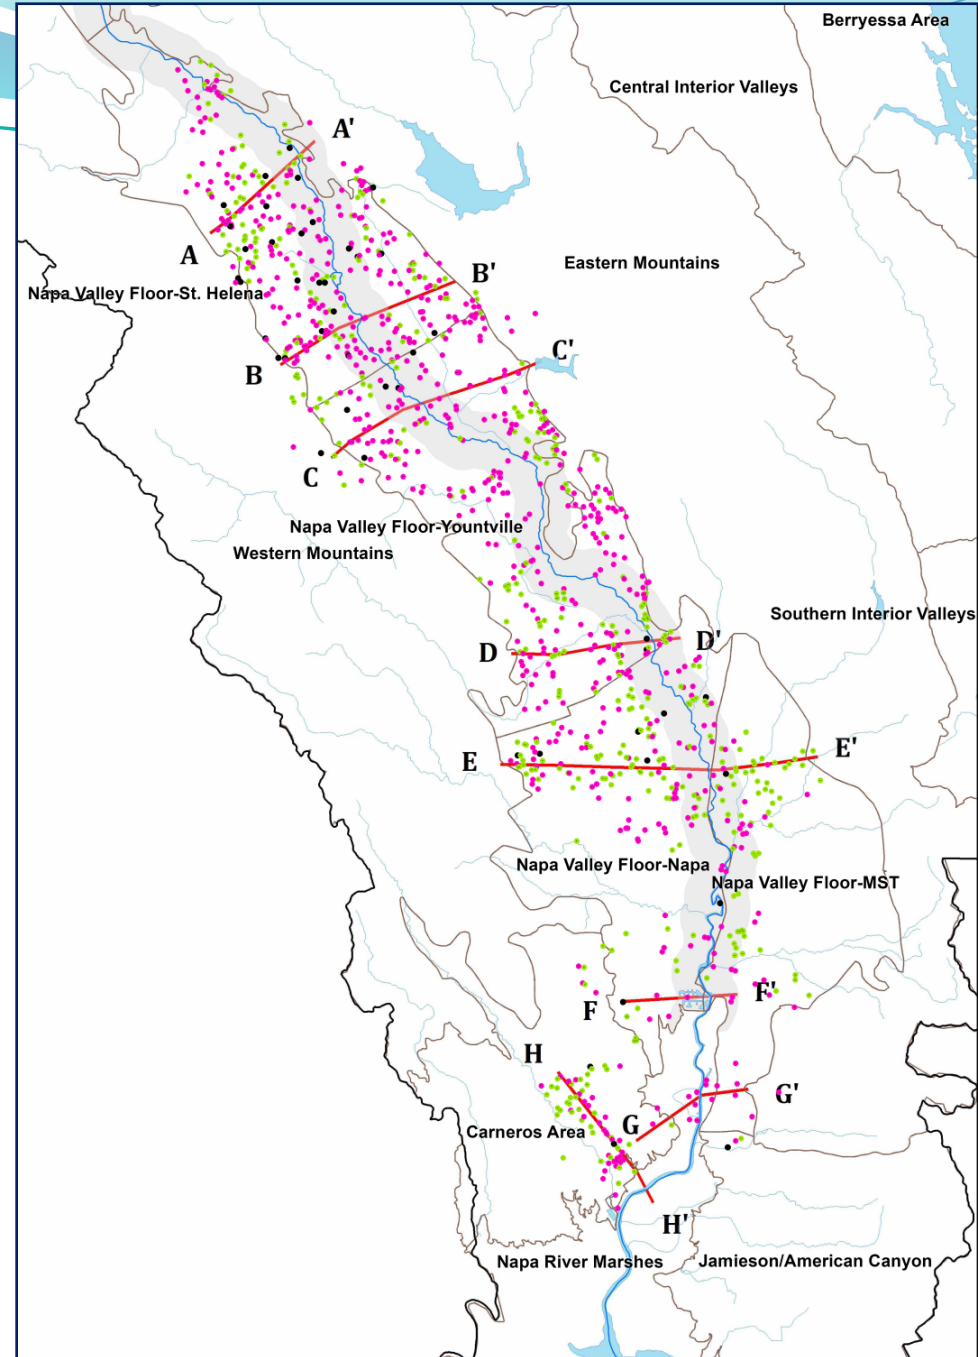 Berryessa Area
Central Interior Valleys
A'
A
Eastern Mountains
B'
Napa Valley Floor-St. Helena
C'
B
C
Napa Valley Floor-Yountville
Western Mountains
Southern Interior Valleys
D'
D
E'
E
Napa Valley Floor-Napa
Napa Valley Floor-MST
F'
F
H
G'
G
Carneros Area
H'
Napa River Marshes
Jamieson/American Canyon